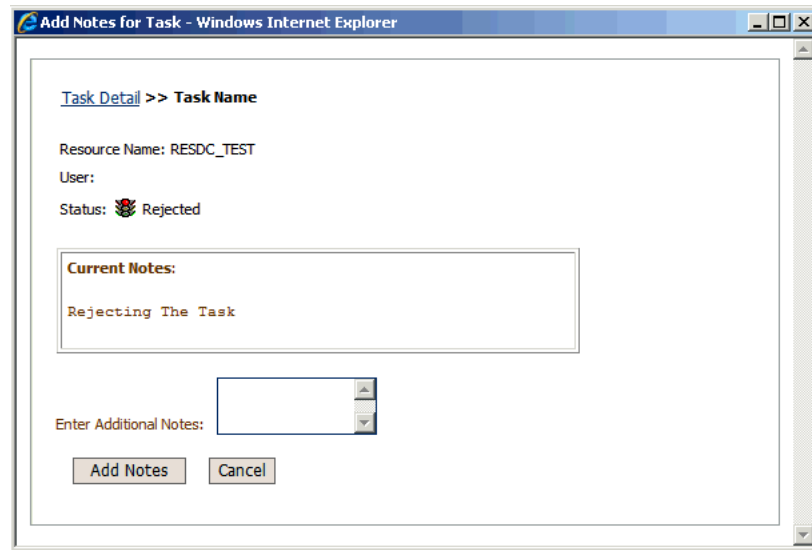 Add Notes for Task - Windows Internet Explorer
Task Detail >> Task Name
Resource Name: RESDC_TEST
User:
Status: Rejected
Current Notes:
Rejecting The Task
Enter Additional Notes:
Add Notes Cancel